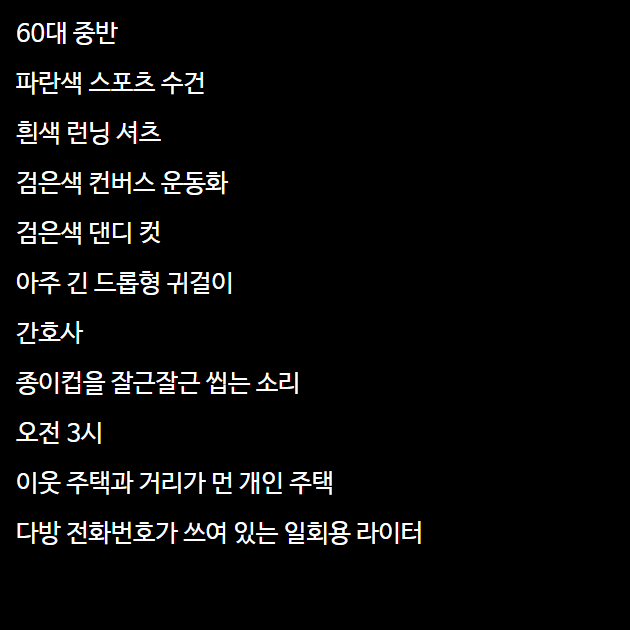 60대 중반
파란색 스포츠 수건
흰색 런닝 셔츠
검은색 컨버스 운동화
검은색 댄디 컷
아주 긴 드롭형 귀걸이
간호사
종이컵을 잘근잘근 씹는 소리
오전 3시
이웃 주택과 거리가 먼 개인 주택
다방 전화번호가 쓰여 있는 일회용 라이터